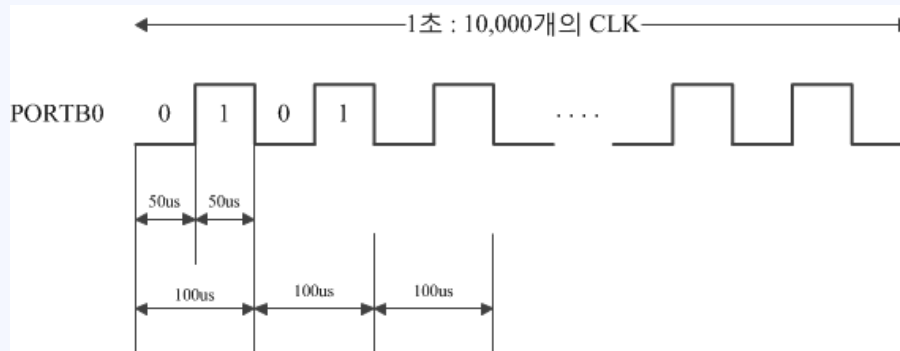 1초 : 10,000개의 CLK
PORTB0 0 1 0 1 ....
50us 50us
100us 100us 100us